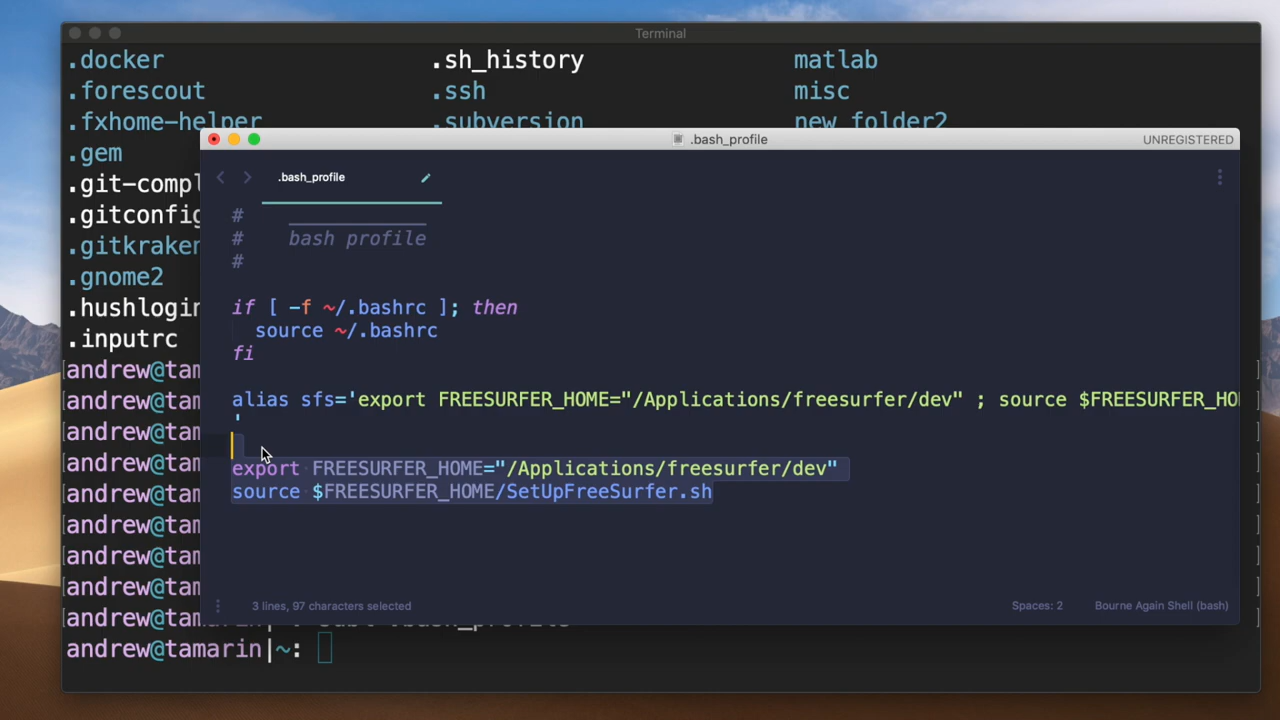 Terminal
.docker .sh_history matlab
.forescout .ssh misc
.fxhome-helper .subversion new_folder2
.gem
.git-compl
.gitconfig
.gitkraken
.gnome2
.hushlogin
.inputrc
andrew@tam
andrew@tam
andrew@tam
andrew@tam
andrew@tam
andrew@tam
andrew@tam
andrew@tam
andrew@tamarin|~: subl .bash_profile
andrew@tamarin|~:
.bash_profile
UNREGISTERED
.bash_profile
#
# bash profile
#
if [ -f ~/.bashrc ]; then
source ~/.bashrc
fi
alias sfs='export FREESURFER_HOME="/Applications/freesurfer/dev" ; source $FREESURFER_HO
'
export FREESURFER_HOME="/Applications/freesurfer/dev"
source $FREESURFER_HOME/SetUpFreeSurfer.sh
3 lines, 97 characters selected
Spaces: 2
Bourne Again Shell (bash)